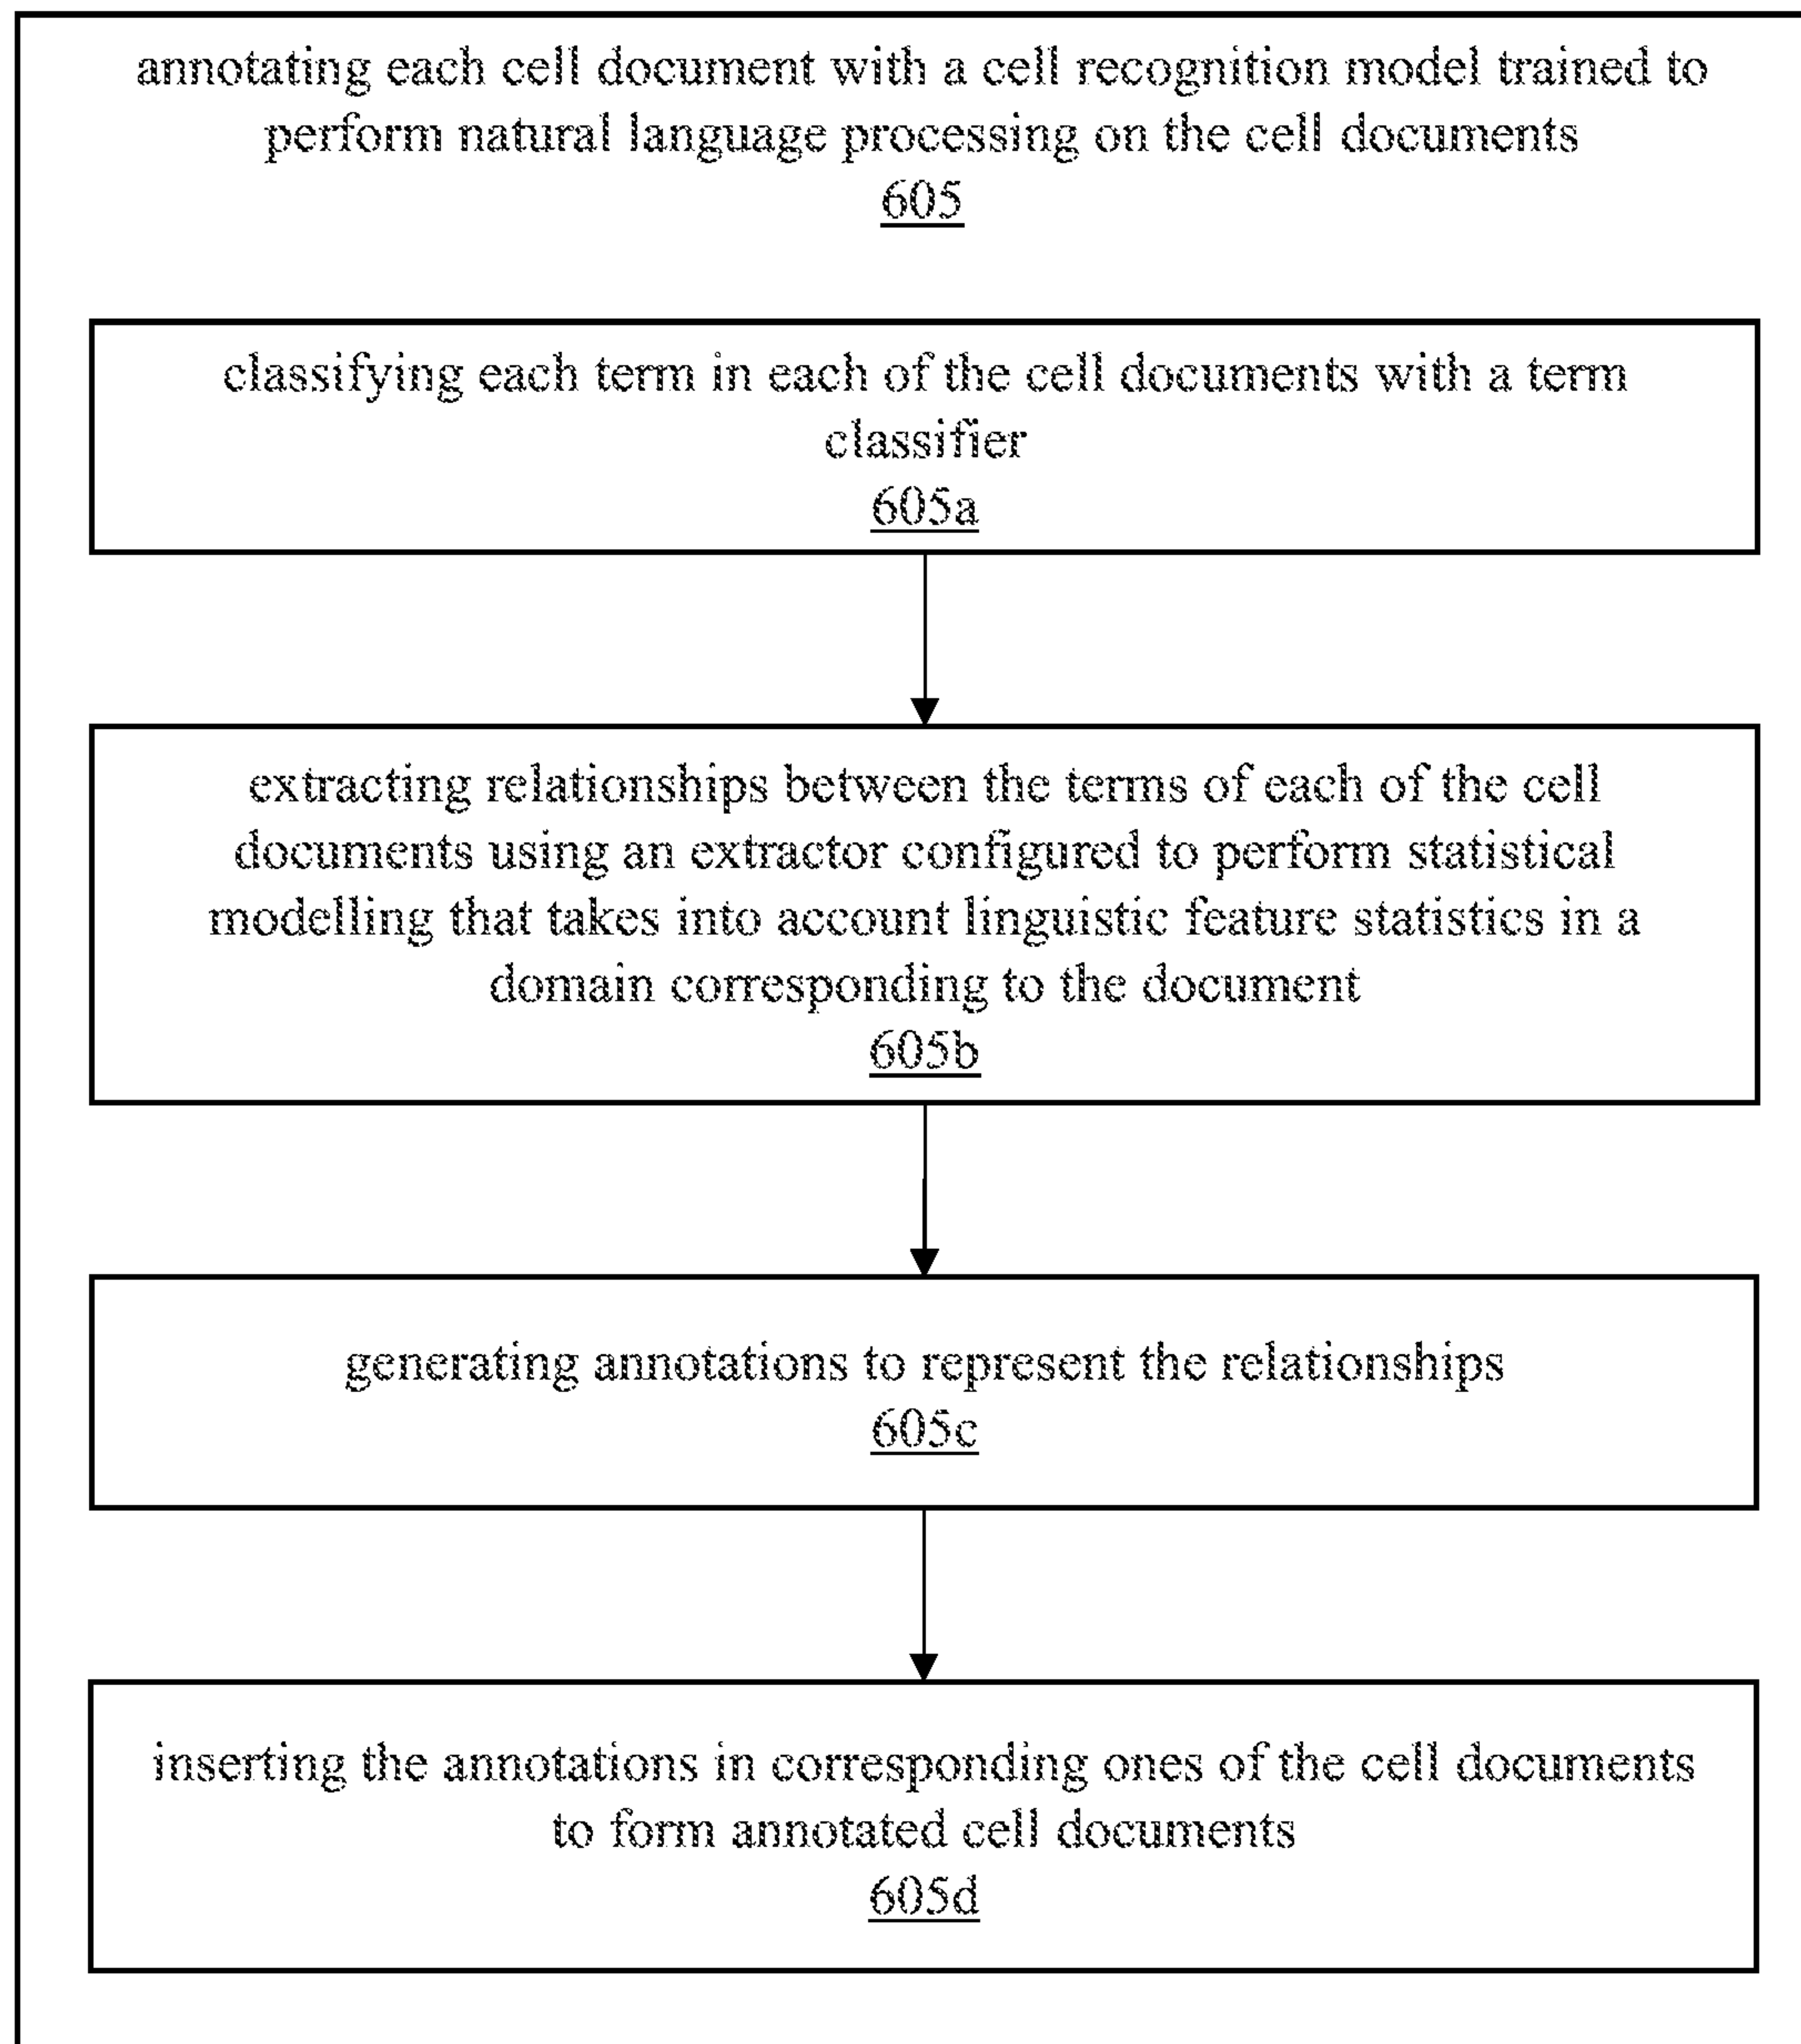 annotating each cell document with a cell recognition model trained to
perform natural language processing on the cell documents
605
classifying each term in each of the cell documents with a term
classifier
605a
extracting relationships between the terms of each of the cell
documents using an extractor configured to perform statistical
modelling that takes into account linguistic feature statistics in a
domain corresponding to the document
605b
generating annotations to represent the relationships
605c
inserting the annotations in corresponding ones of the cell documents
to form annotated cell documents
605d